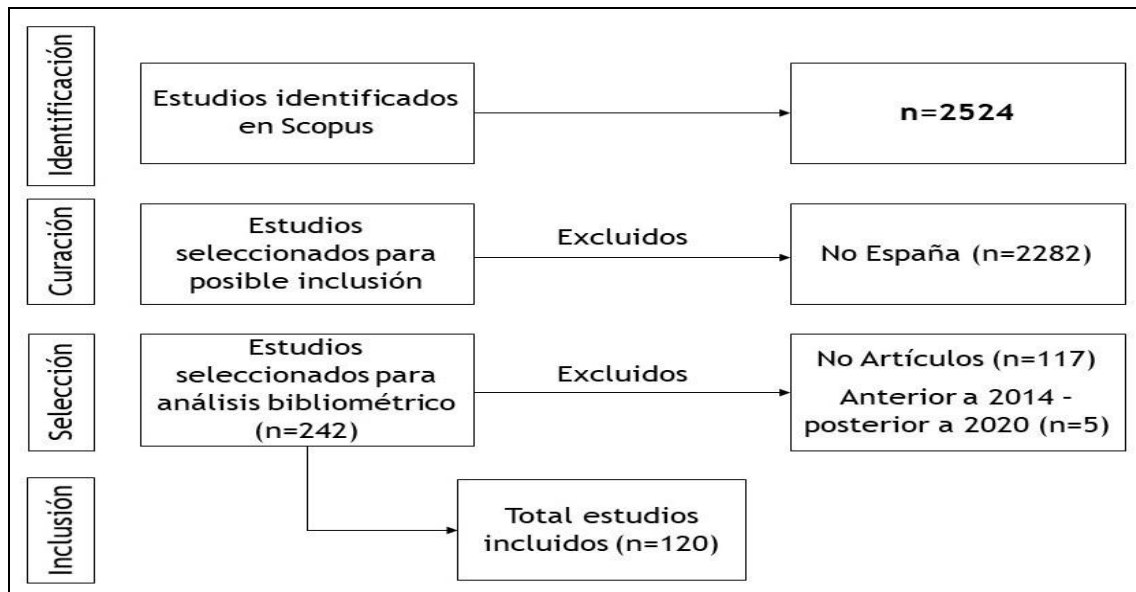 Identificación
Estudios identificados
en Scopus
n=2524
Curación
Estudios
seleccionados para
posible inclusión
Excluidos
No España (n=2282)
Selección
Estudios
seleccionados para
análisis bibliométrico
(n=242)
Excluidos
No Artículos (n=117)
Anterior a 2014 -
posterior a 2020 (n=5)
Inclusión
Total estudios
incluidos (n=120)